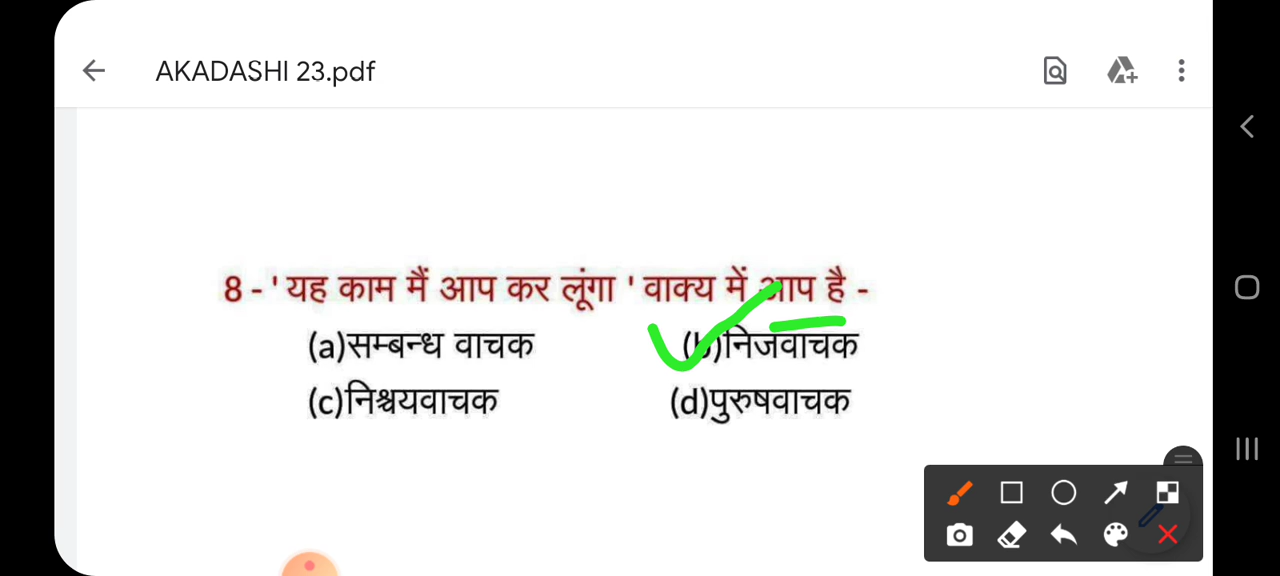 AKADASHI 23.pdf
8 - ' यह काम मैं आप कर लूंगा ' वाक्य में आप है -
(a)सम्बन्ध वाचक (b)निजवाचक
(c)निश्चयवाचक (d)पुरुषवाचक